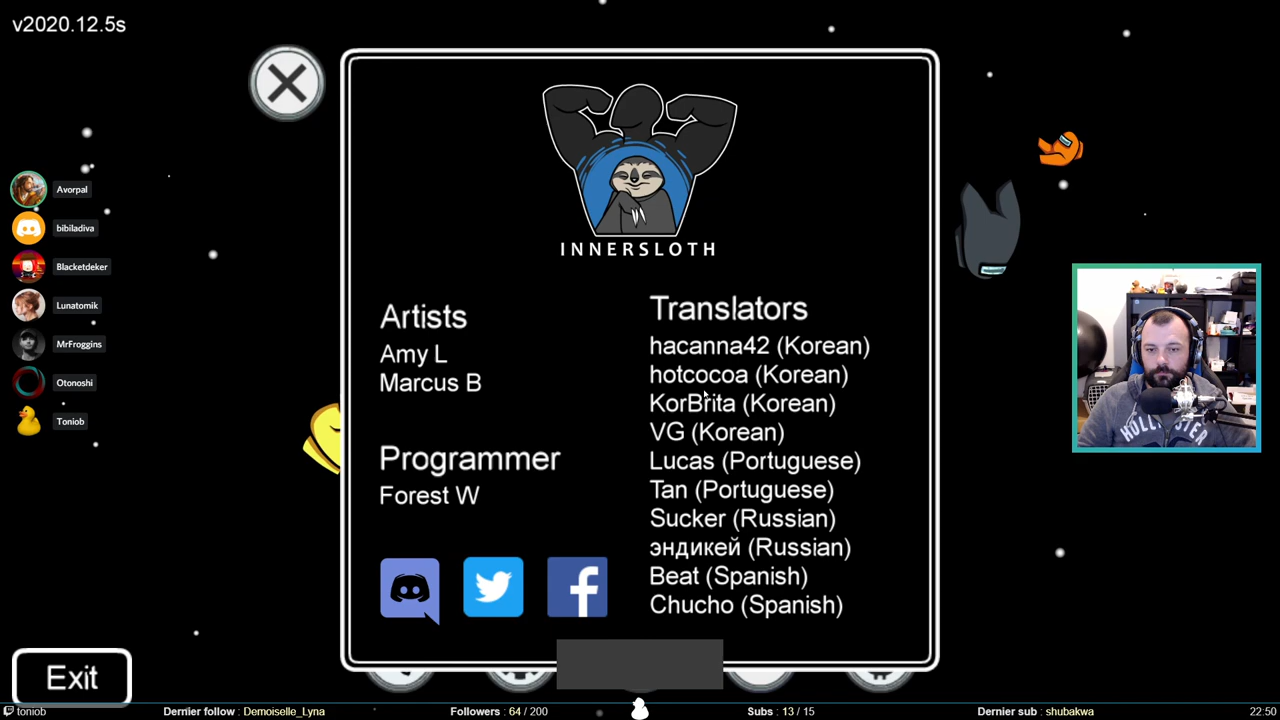 v2020.12.5s
INNERSLOTH
Avorpal
bibiladiva
Blacketdeker
Lunatomik
MrFroggins
Otonoshi
Toniob
Artists
Amy L
Marcus B
Programmer
Forest W
Translators
hacanna42 (Korean)
hotcocoa (Korean)
KorBrita (Korean)
VG (Korean)
Lucas (Portuguese)
Tan (Portuguese)
Sucker (Russian)
эндикей (Russian)
Beat (Spanish)
Chucho (Spanish)
HOLLISTER
Exit
toniob
Dernier follow : Demoiselle_Lyna
Followers : 64 / 200
Subs : 13 / 15
Dernier sub : shubakwa
22:50